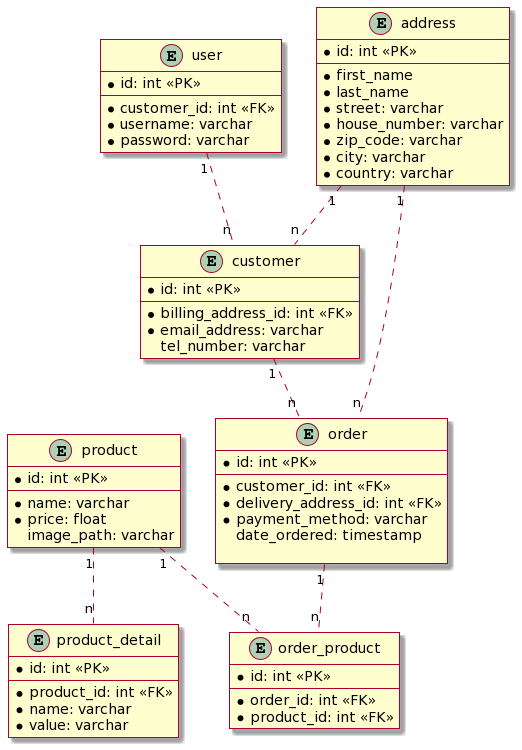 E user
id: int «PK»
customer_id: int «FK»
username: varchar
password: varchar
E address
id: int «PK»
first_name
last_name
street: varchar
house_number: varchar
zip_code: varchar
city: varchar
country: varchar
1
n
1
n
1
n
E customer
id: int «PK»
billing_address_id: int «FK»
email_address: varchar
tel_number: varchar
1
n
E product
id: int «PK»
name: varchar
price: float
image_path: varchar
E order
id: int «PK»
customer_id: int «FK»
delivery_address_id: int «FK»
payment_method: varchar
date_ordered: timestamp
1
n
1
n
1
n
E product_detail
id: int «PK»
product_id: int «FK»
name: varchar
value: varchar
E order_product
id: int «PK»
order_id: int «FK»
product_id: int «FK»